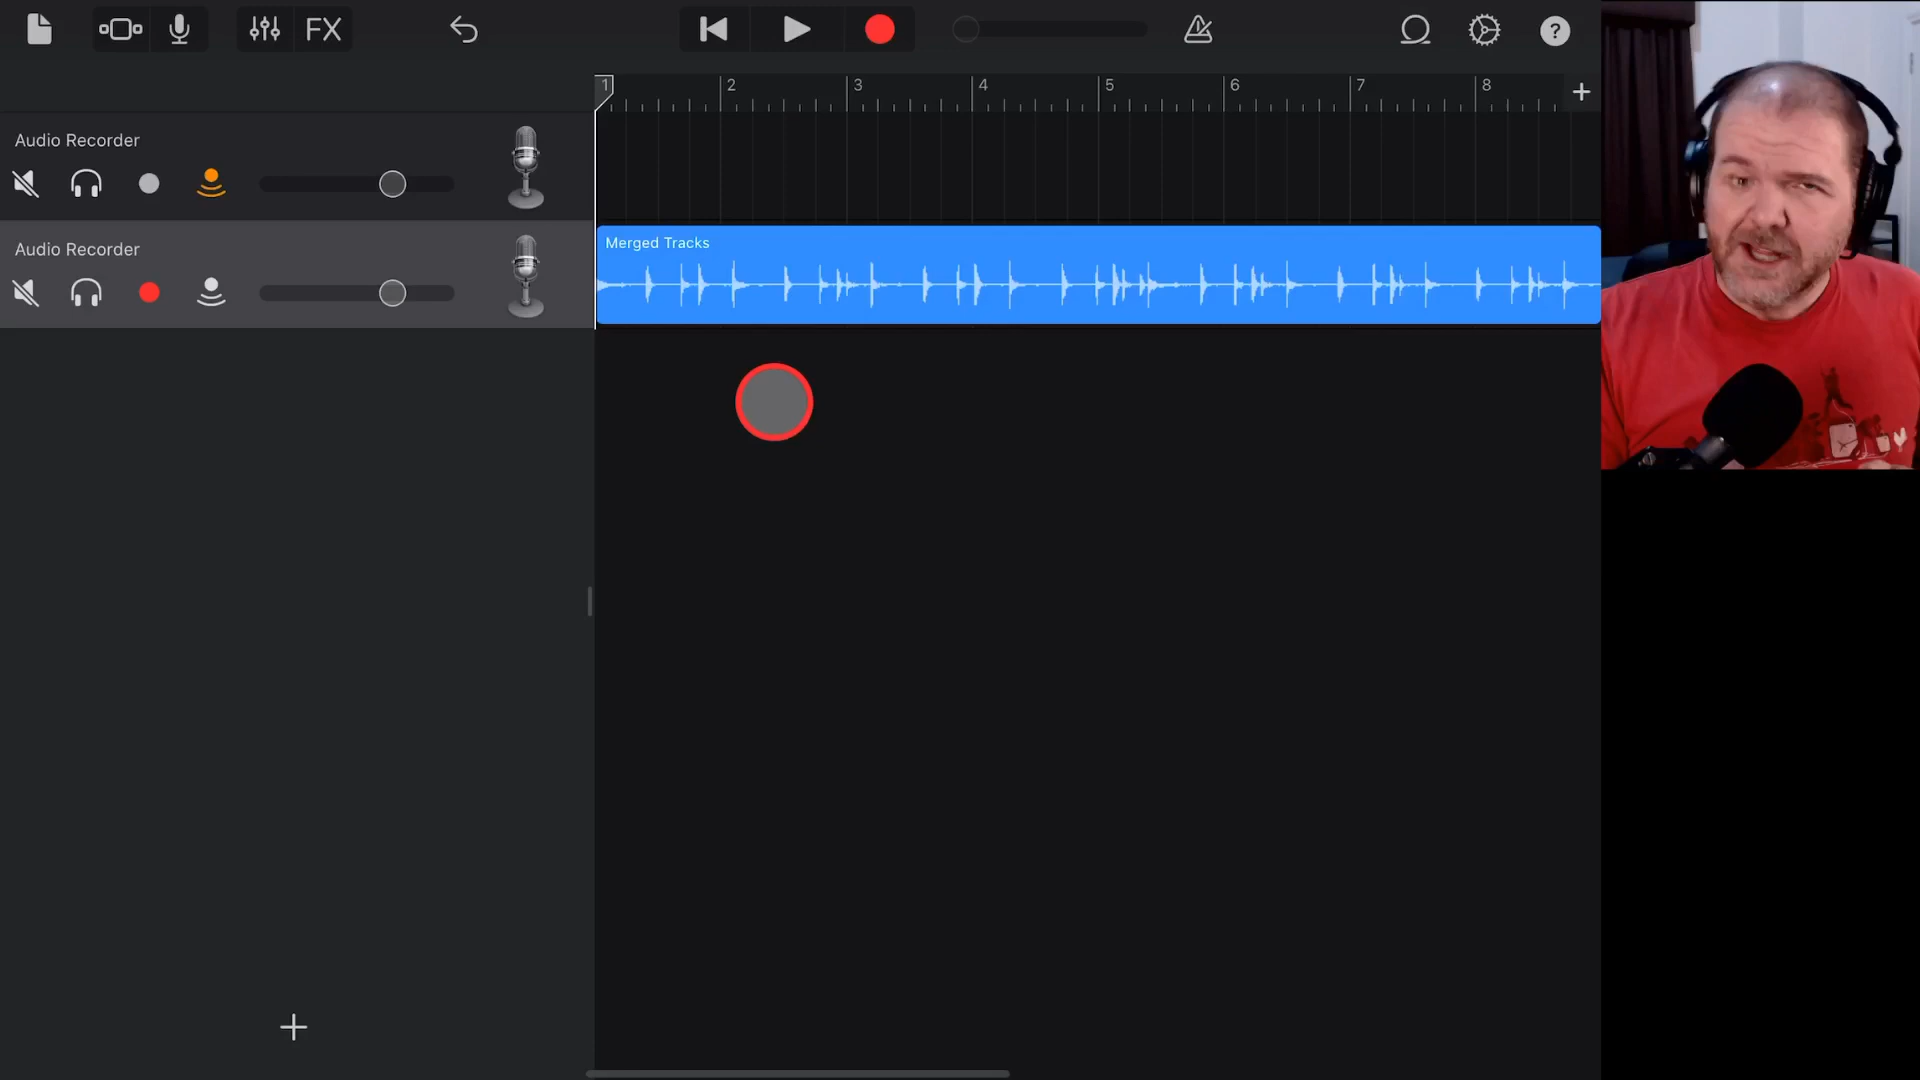 FX
?
1 2 3 4 5 6 7 8
Audio Recorder
Audio Recorder
Merged Tracks